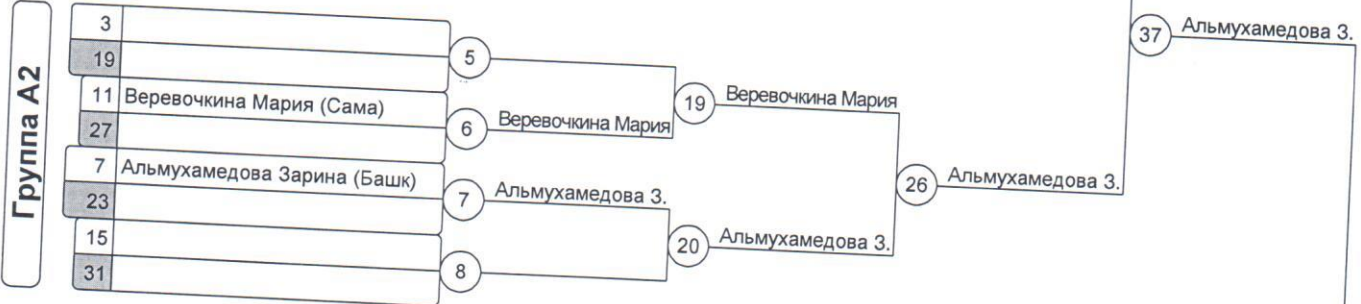 Группа А2
3
19
11 Веревочкина Мария (Сама)
27
7 Альмухамедова Зарина (Башк)
23
15
31
5
6 Веревочкина Мария
7 Альмухамедова З.
8
19 Веревочкина Мария
20 Альмухамедова З.
26 Альмухамедова З.
37 Альмухамедова З.